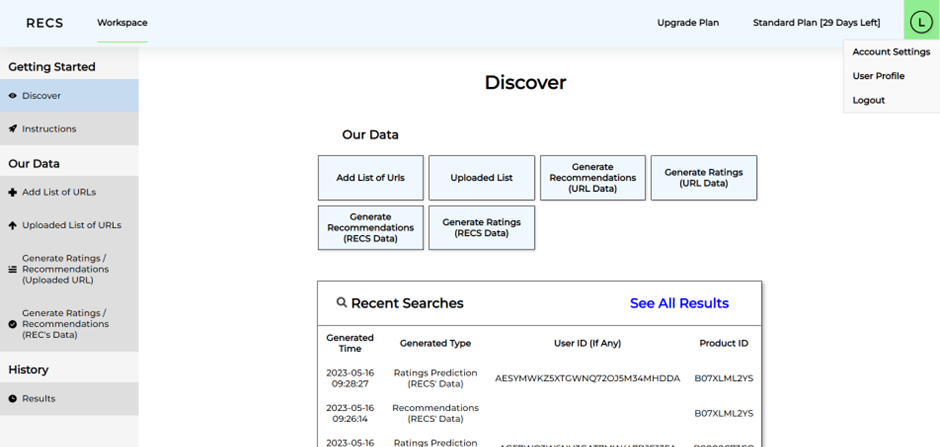 RECS
Workspace
Upgrade Plan
Standard Plan [29 Days Left]
L
Account Settings
User Profile
Logout
Getting Started
Discover
Instructions
Our Data
Add List of URLs
Uploaded List of URLs
Generate Ratings /
Recommendations
(Uploaded URL)
Generate Ratings /
Recommendations
(REC's Data)
History
Results
Discover
Our Data
Add List of Urls
Uploaded List
Generate
Recommendations
(URL Data)
Generate Ratings
(URL Data)
Generate
Recommendations
(RECS Data)
Generate Ratings
(RECS Data)
Recent Searches
See All Results
Generated
Time
Generated Type
User ID (If Any)
Product ID
2023-05-16
09:28:27
Ratings Prediction
(RECS' Data)
AESYMWKZ5XTGWNQ72OJ5M34MHDDA
B07XLML2YS
2023-05-16
09:26:14
Recommendations
(RECS' Data)
B07XLML2YS
2023-05-16
Ratings Prediction